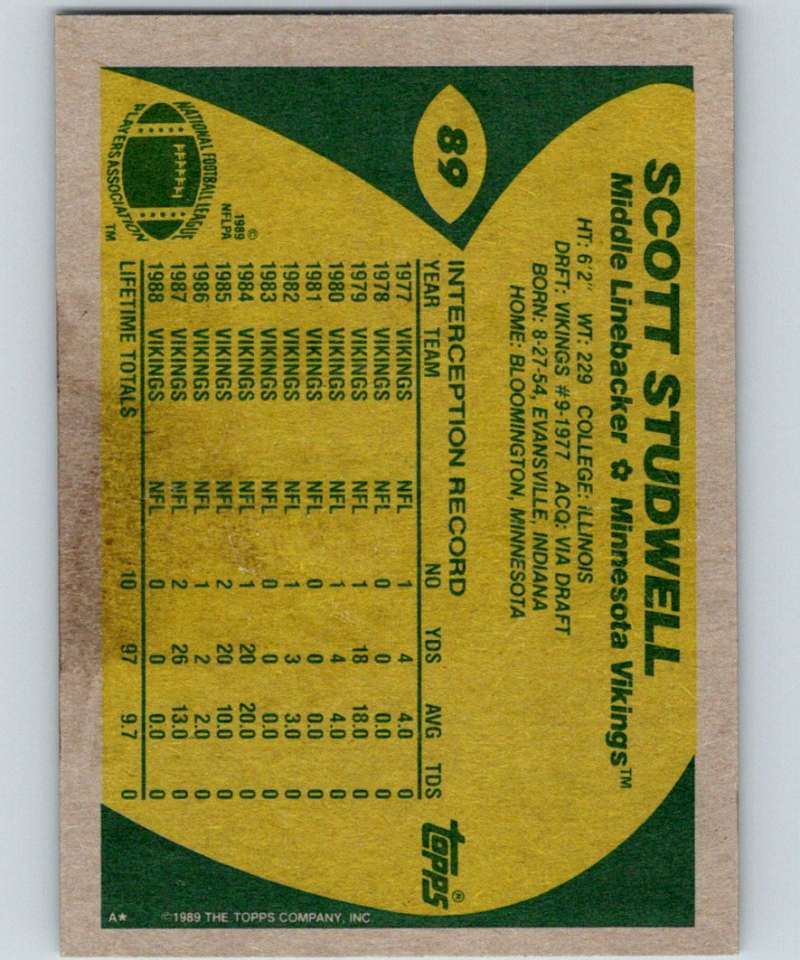 89
SCOTT STUDWELL
Middle Linebacker ✿ Minnesota Vikings™
HT: 6'2" WT: 229 COLLEGE: ILLINOIS
DRFT: VIKINGS #9-1977 ACQ: VIA DRAFT
BORN: 8-27-54, EVANSVILLE, INDIANA
HOME: BLOOMINGTON, MINNESOTA
INTERCEPTION RECORD
YEAR TEAM NO YDS AVG TDS
1977 VIKINGS NFL 1 4 4.0 0
1978 VIKINGS NFL 0 0 0.0 0
1979 VIKINGS NFL 1 18 18.0 0
1980 VIKINGS NFL 1 4 4.0 0
1981 VIKINGS NFL 0 0 0.0 0
1982 VIKINGS NFL 1 3 3.0 0
1983 VIKINGS NFL 0 0 0.0 0
1984 VIKINGS NFL 1 20 20.0 0
1985 VIKINGS NFL 2 20 10.0 0
1986 VIKINGS NFL 1 2 2.0 0
1987 VIKINGS NFL 2 26 13.0 0
1988 VIKINGS NFL 0 0 0.0 0
LIFETIME TOTALS 10 97 9.7 0
NATIONAL FOOTBALL LEAGUE
PLAYERS ASSOCIATION
™
©
1989
NFLPA
topps®
A* ©1989 THE TOPPS COMPANY, INC.